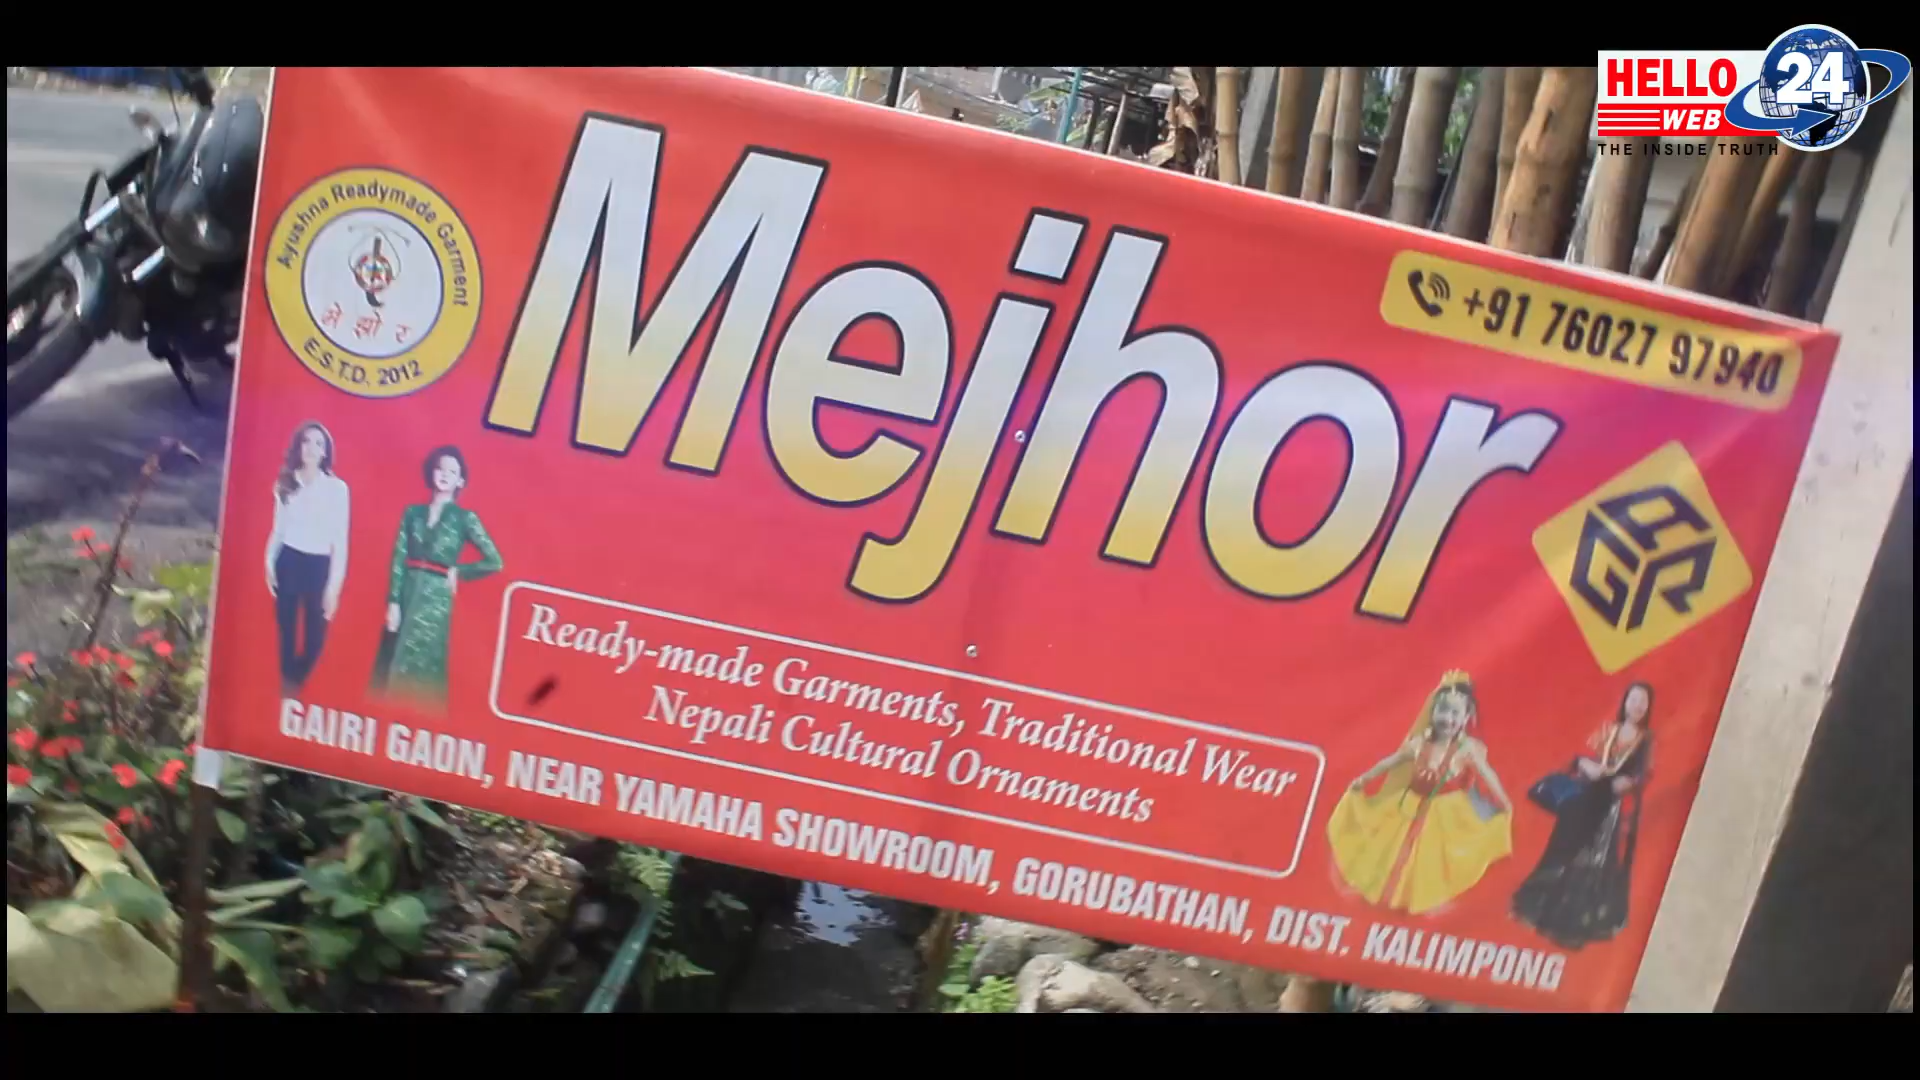 HELLO
WEB
24
THE INSIDE TRUTH
Ayushna Readymade Garment
मे झो र
E.S.T.D. 2012
Mejhor
+91 76027 97940
Ready-made Garments, Traditional Wear
Nepali Cultural Ornaments
GAIRI GAON, NEAR YAMAHA SHOWROOM, GORUBATHAN, DIST. KALIMPONG